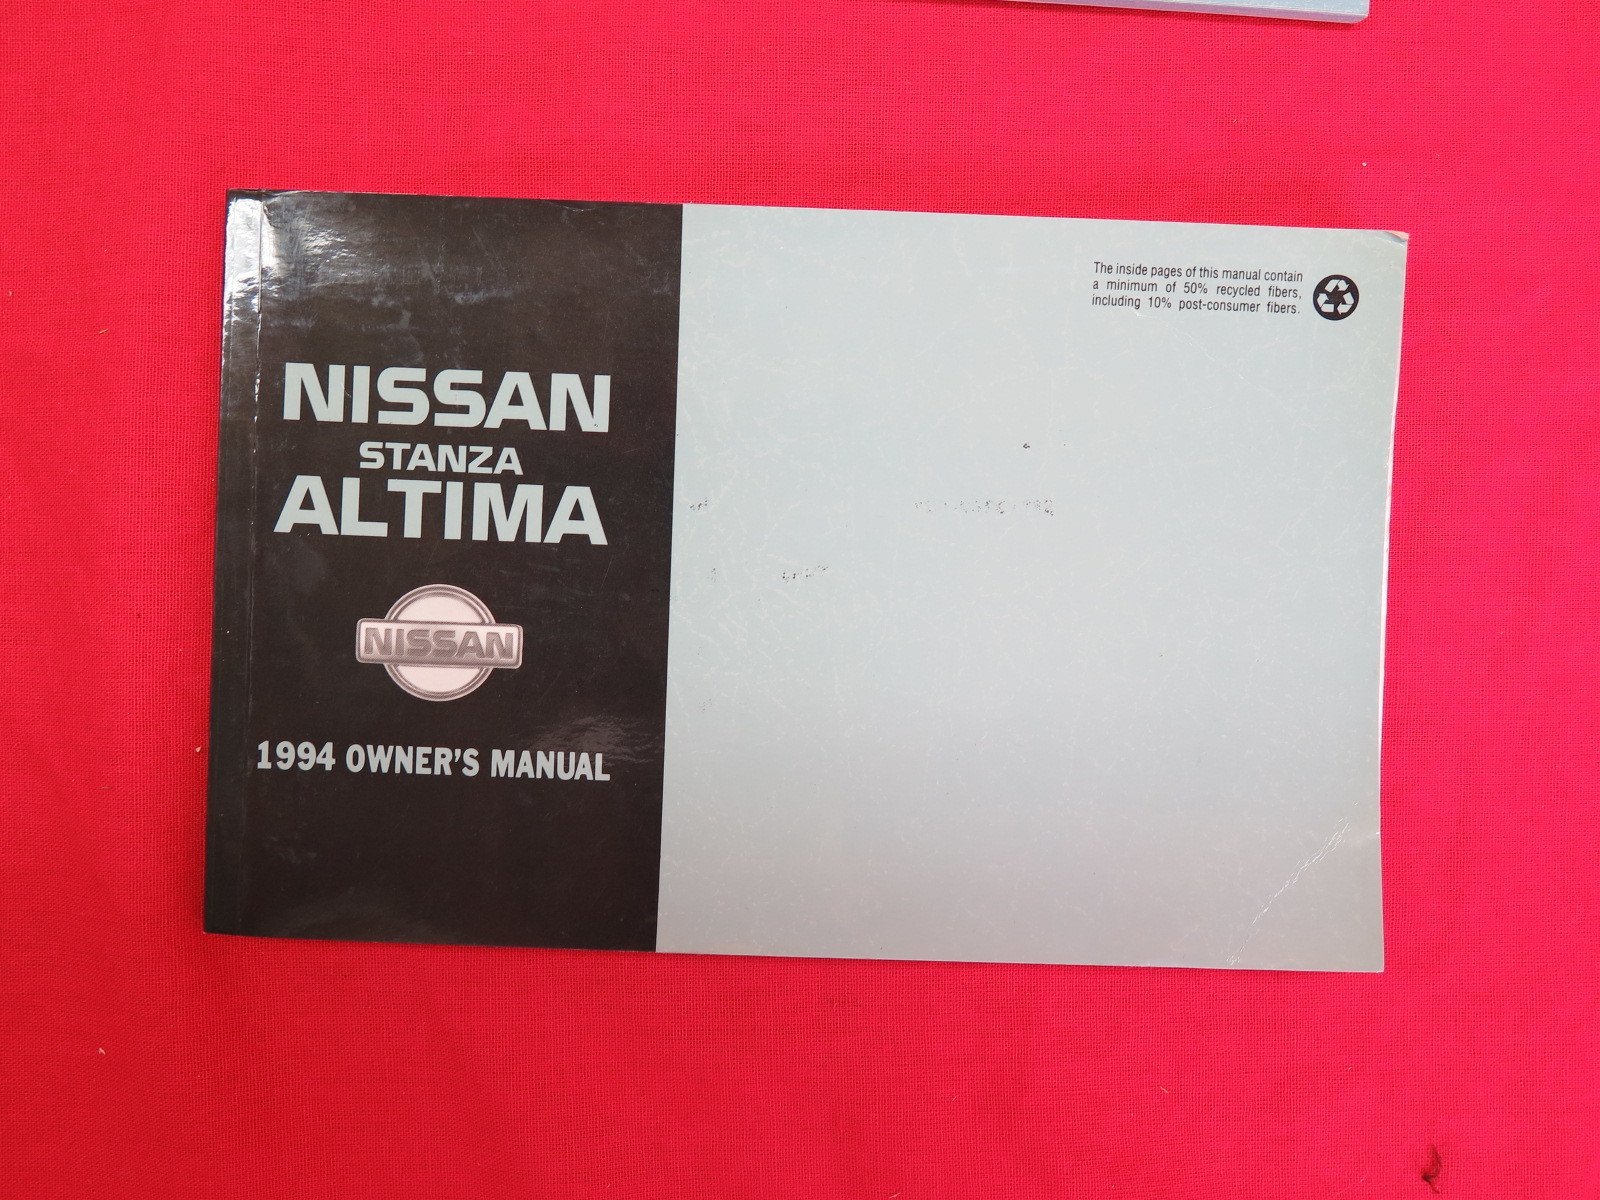 NISSAN
STANZA
ALTIMA
NISSAN
1994 OWNER'S MANUAL
The inside pages of this manual contain
a minimum of 50% recycled fibers,
including 10% post-consumer fibers.